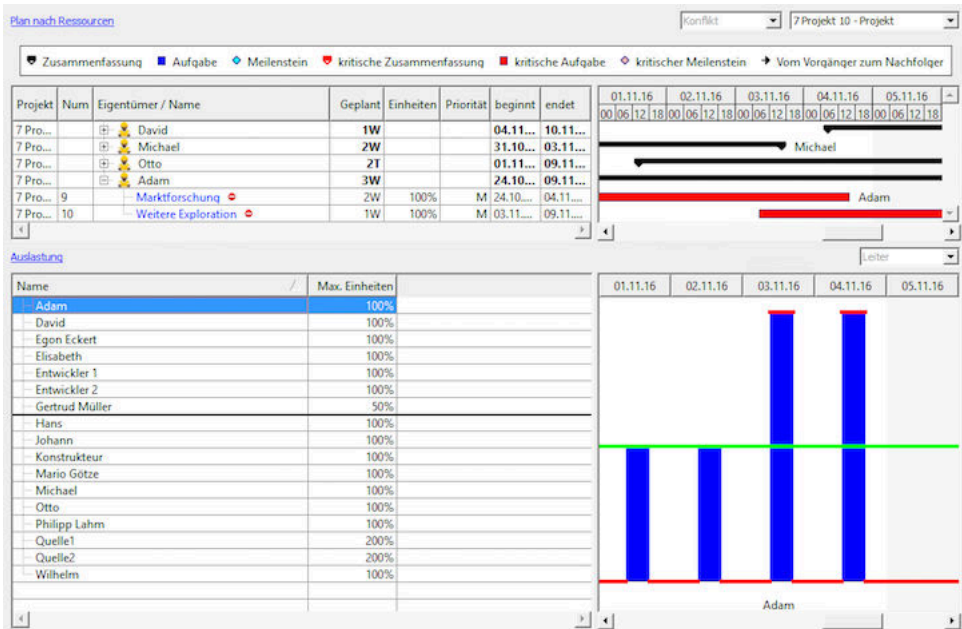 Plan nach Ressourcen Konflikt 7 Projekt 10 - Projekt
Zusammenfassung Aufgabe Meilenstein kritische Zusammenfassung kritische Aufgabe kritischer Meilenstein Vom Vorgänger zum Nachfolger
Projekt Num Eigentümer / Name Geplant Einheiten Priorität beginnt endet 01.11.16 02.11.16 03.11.16 04.11.16 05.11.16
00 06 12 18 00 06 12 18 00 06 12 18 00 06 12 18 00 06 12 18
7 Pro... David 1W 04.11... 10.11...
7 Pro... Michael 2W 31.10... 03.11... Michael
7 Pro... Otto 2T 01.11... 09.11...
7 Pro... Adam 3W 24.10... 09.11...
7 Pro... 9 Marktforschung 2W 100% M 24.10.... 04.11.... Adam
7 Pro... 10 Weitere Exploration 1W 100% M 03.11.... 09.11....
Auslastung Leiter
Name Max. Einheiten 01.11.16 02.11.16 03.11.16 04.11.16 05.11.16
Adam 100%
David 100%
Egon Eckert 100%
Elisabeth 100%
Entwickler 1 100%
Entwickler 2 100%
Gertrud Müller 50%
Hans 100%
Johann 100%
Konstrukteur 100%
Mario Götze 100%
Michael 100%
Otto 100%
Philipp Lahm 100%
Quelle1 200%
Quelle2 200%
Wilhelm 100%
Adam